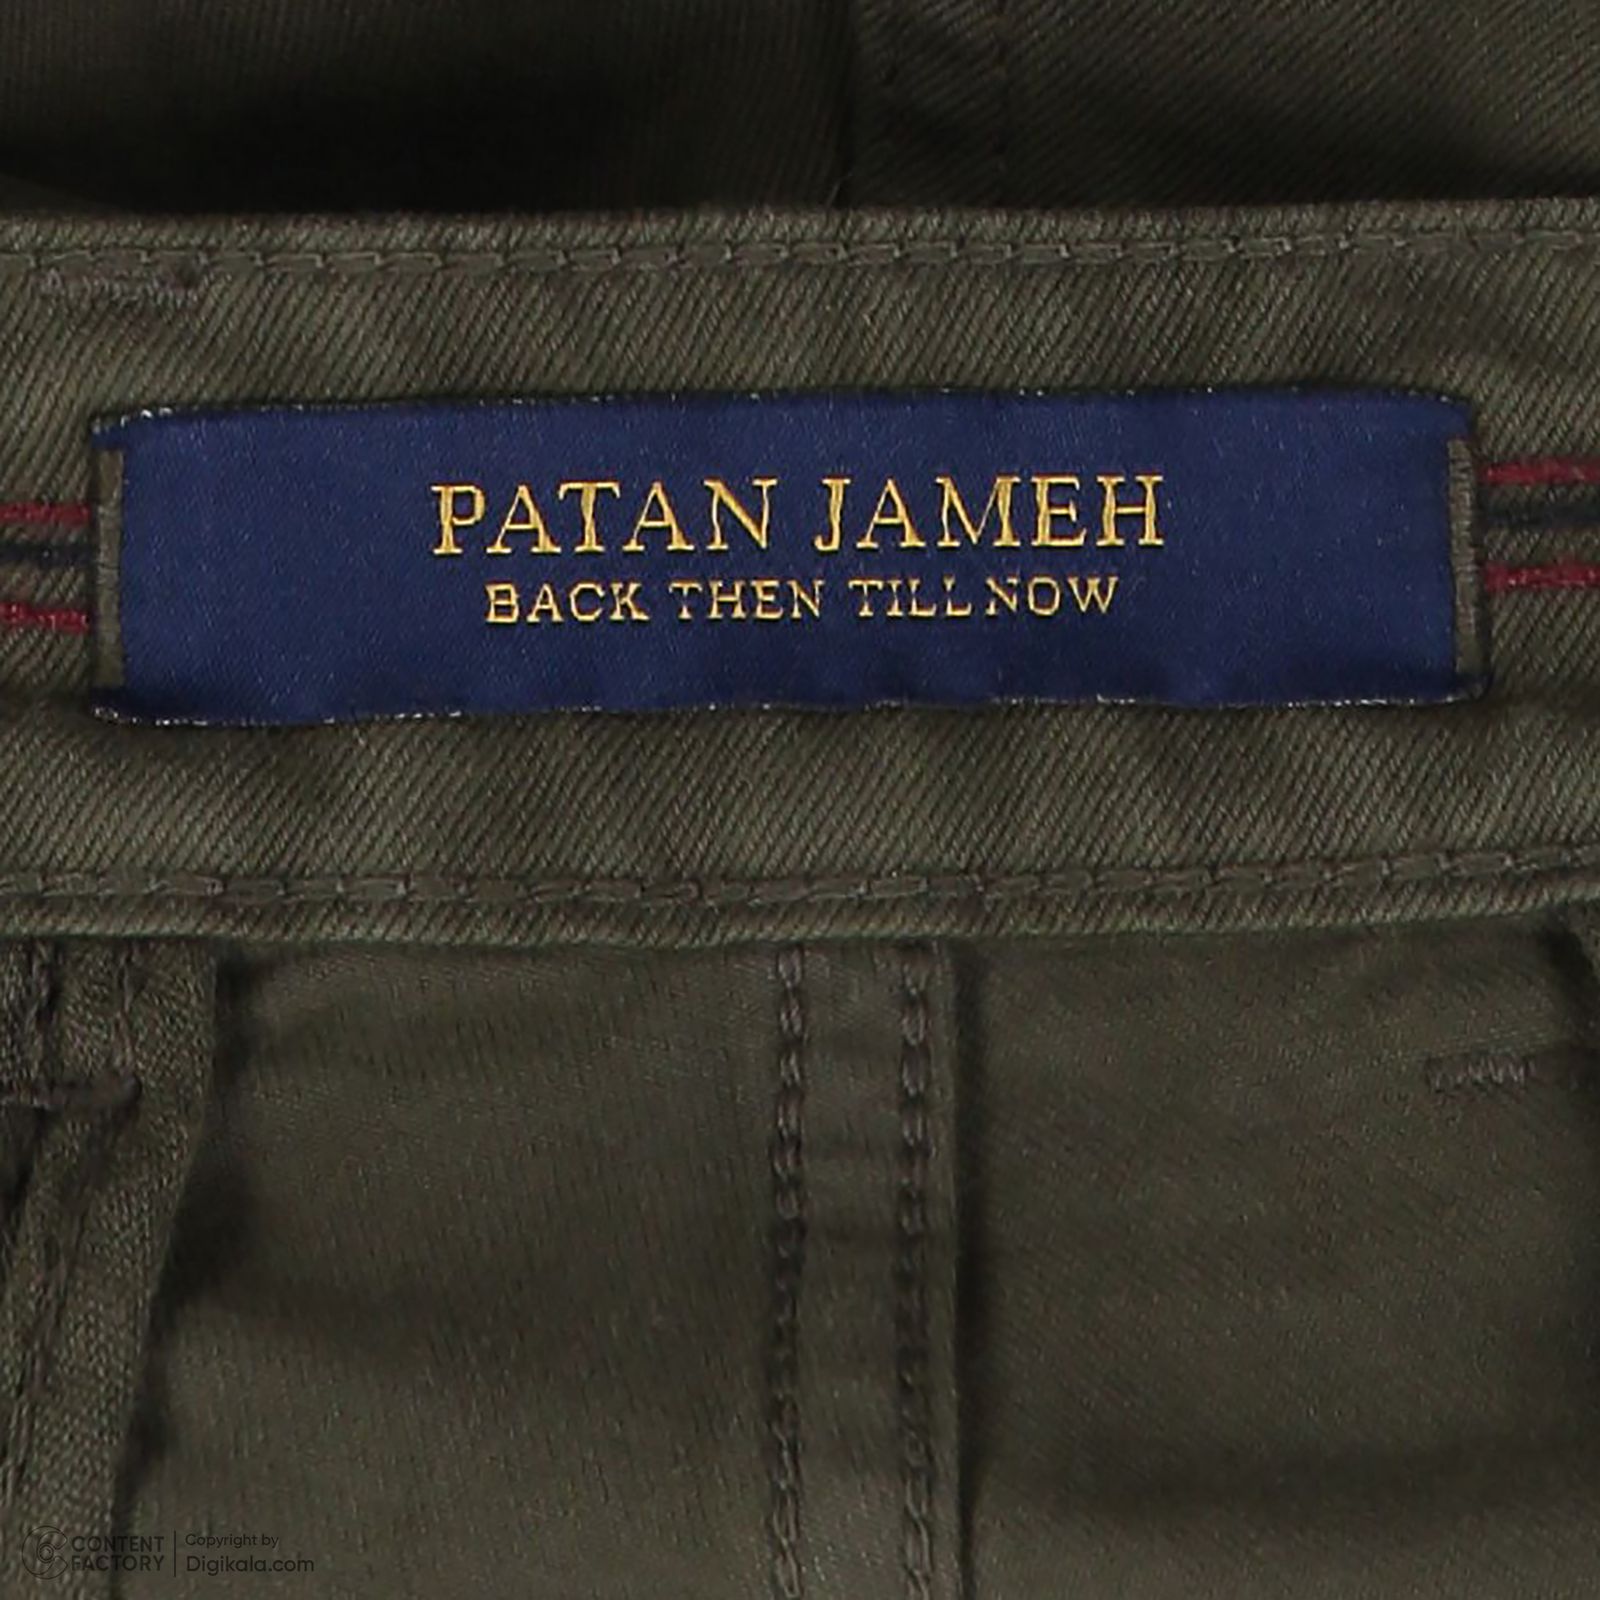 PATAN JAMEH
BACK THEN TILL NOW
CONTENT
FACTORY
Copyright by
Digikala.com